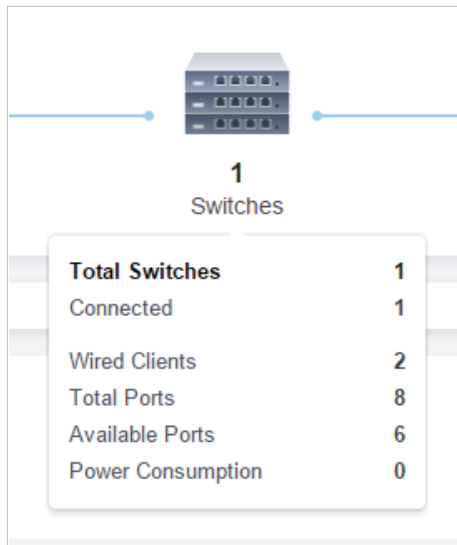 1
Switches
Total Switches 1
Connected 1
Wired Clients 2
Total Ports 8
Available Ports 6
Power Consumption 0